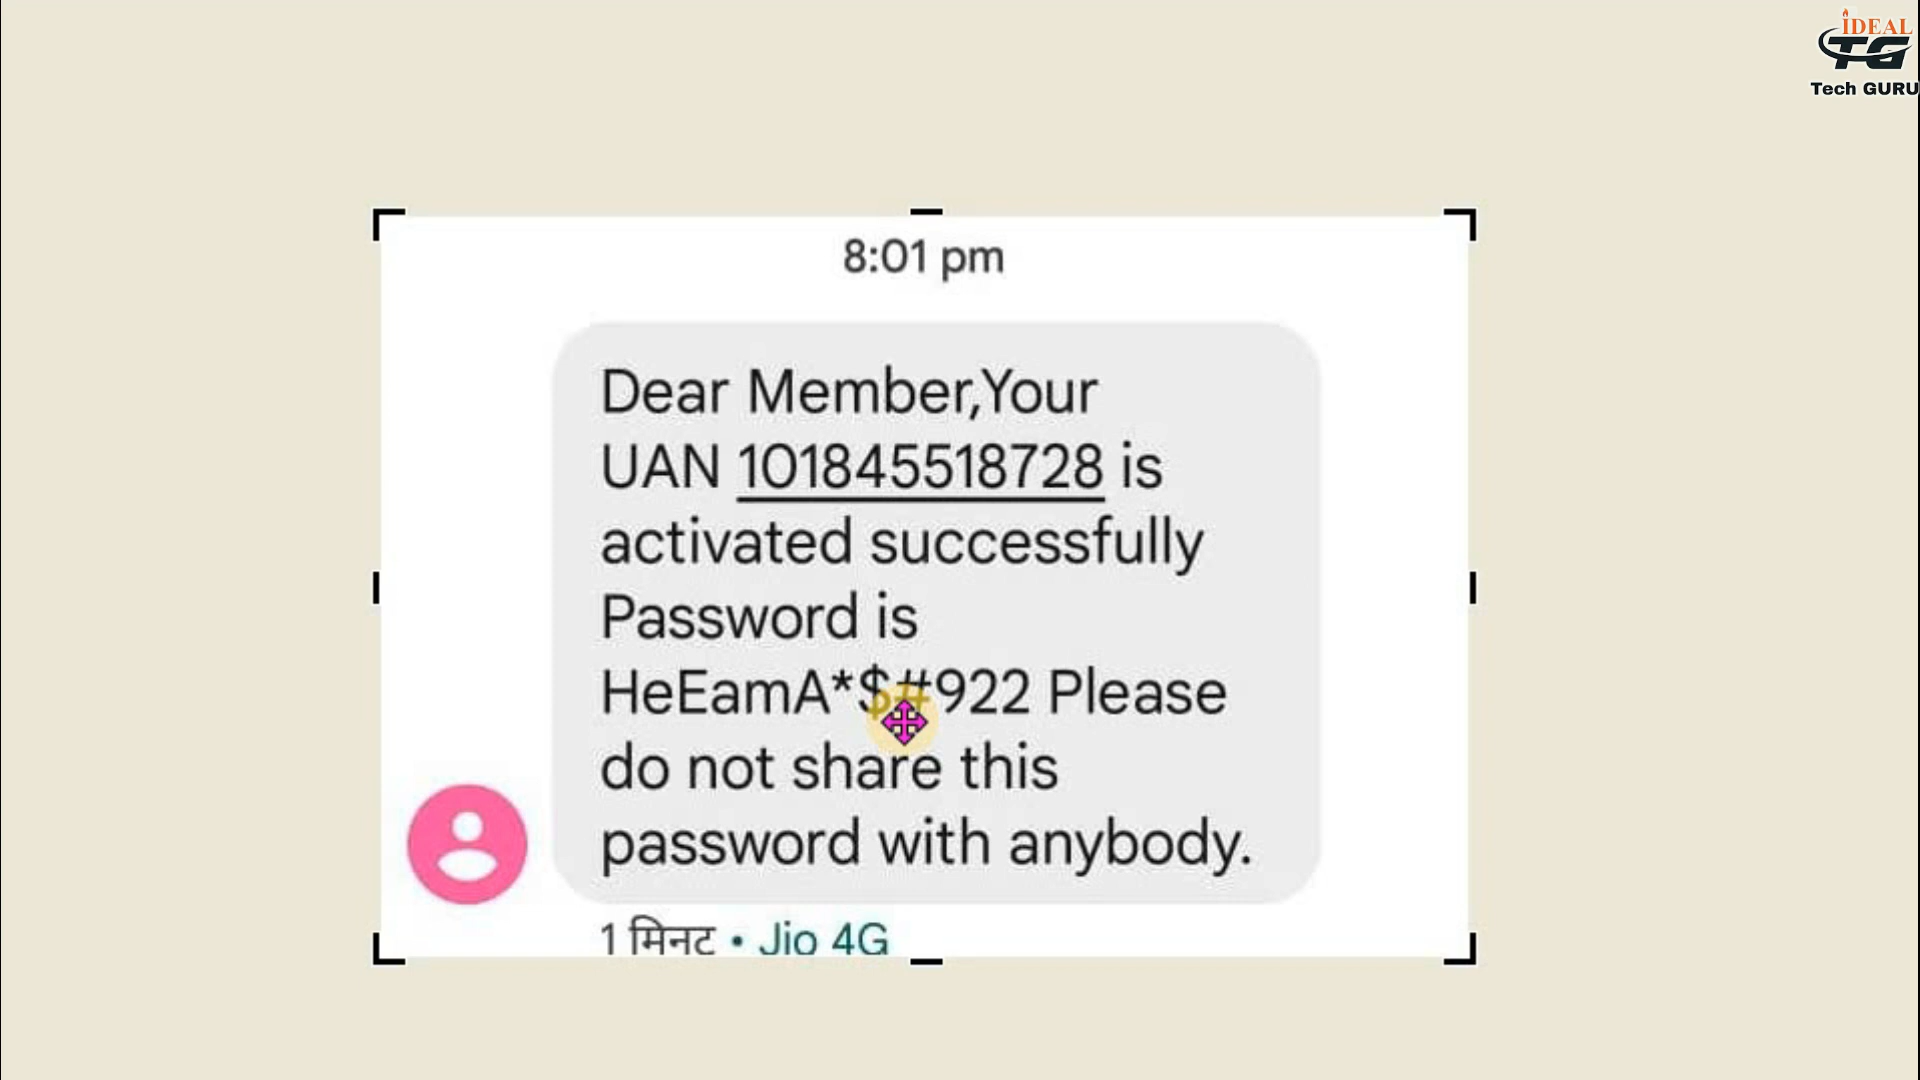 IDEAL
TG
Tech GURU
8:01 pm
Dear Member,Your
UAN 101845518728 is
activated successfully
Password is
HeEamA*$#922 Please
do not share this
password with anybody.
1 मिनट • Jio 4G